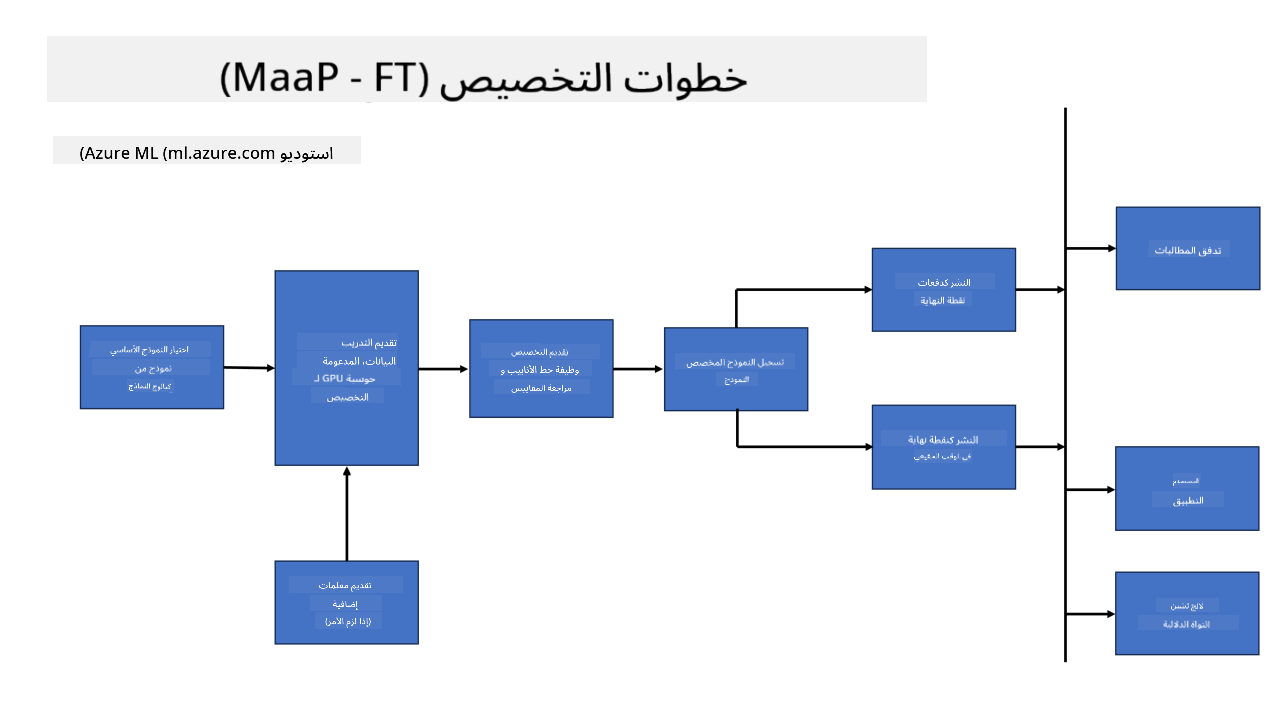 خطوات التخصيص (MaaP - FT)
استوديو Azure ML (ml.azure.com)
اختيار النموذج الأساسي
نموذج من
كتالوج النماذج
تقديم التدريب
البيانات، المدعومة
حوسبة GPU لـ
التخصيص
تقديم معلمات
إضافية
(إذا لزم الأمر)
تقديم التخصيص
وظيفة خط الأنابيب و
مراجعة المقاييس
تسجيل النموذج المخصص
النموذج
النشر كدفعات
نقطة النهاية
النشر كنقطة نهاية
في الوقت الحقيقي
تدفق المطالبات
المستخدم
التطبيق
لانج تشين
النواة الدلالية